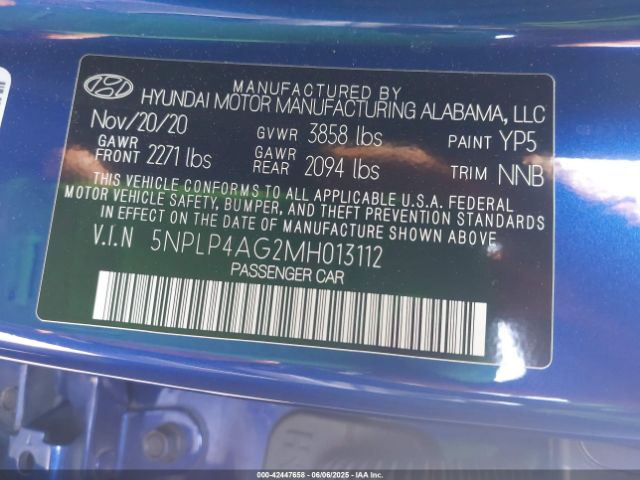 MANUFACTURED BY
HYUNDAI MOTOR MANUFACTURING ALABAMA, LLC
Nov/20/20 GVWR 3858 lbs PAINT YP5
GAWR FRONT 2271 lbs GAWR REAR 2094 lbs TRIM NNB
THIS VEHICLE CONFORMS TO ALL APPLICABLE U.S.A. FEDERAL
MOTOR VEHICLE SAFETY, BUMPER, AND THEFT PREVENTION STANDARDS
IN EFFECT ON THE DATE OF MANUFACTURE SHOWN ABOVE
V.I.N 5NPLP4AG2MH013112
PASSENGER CAR
000-42447658 - 06/06/2025 - IAAI.COM